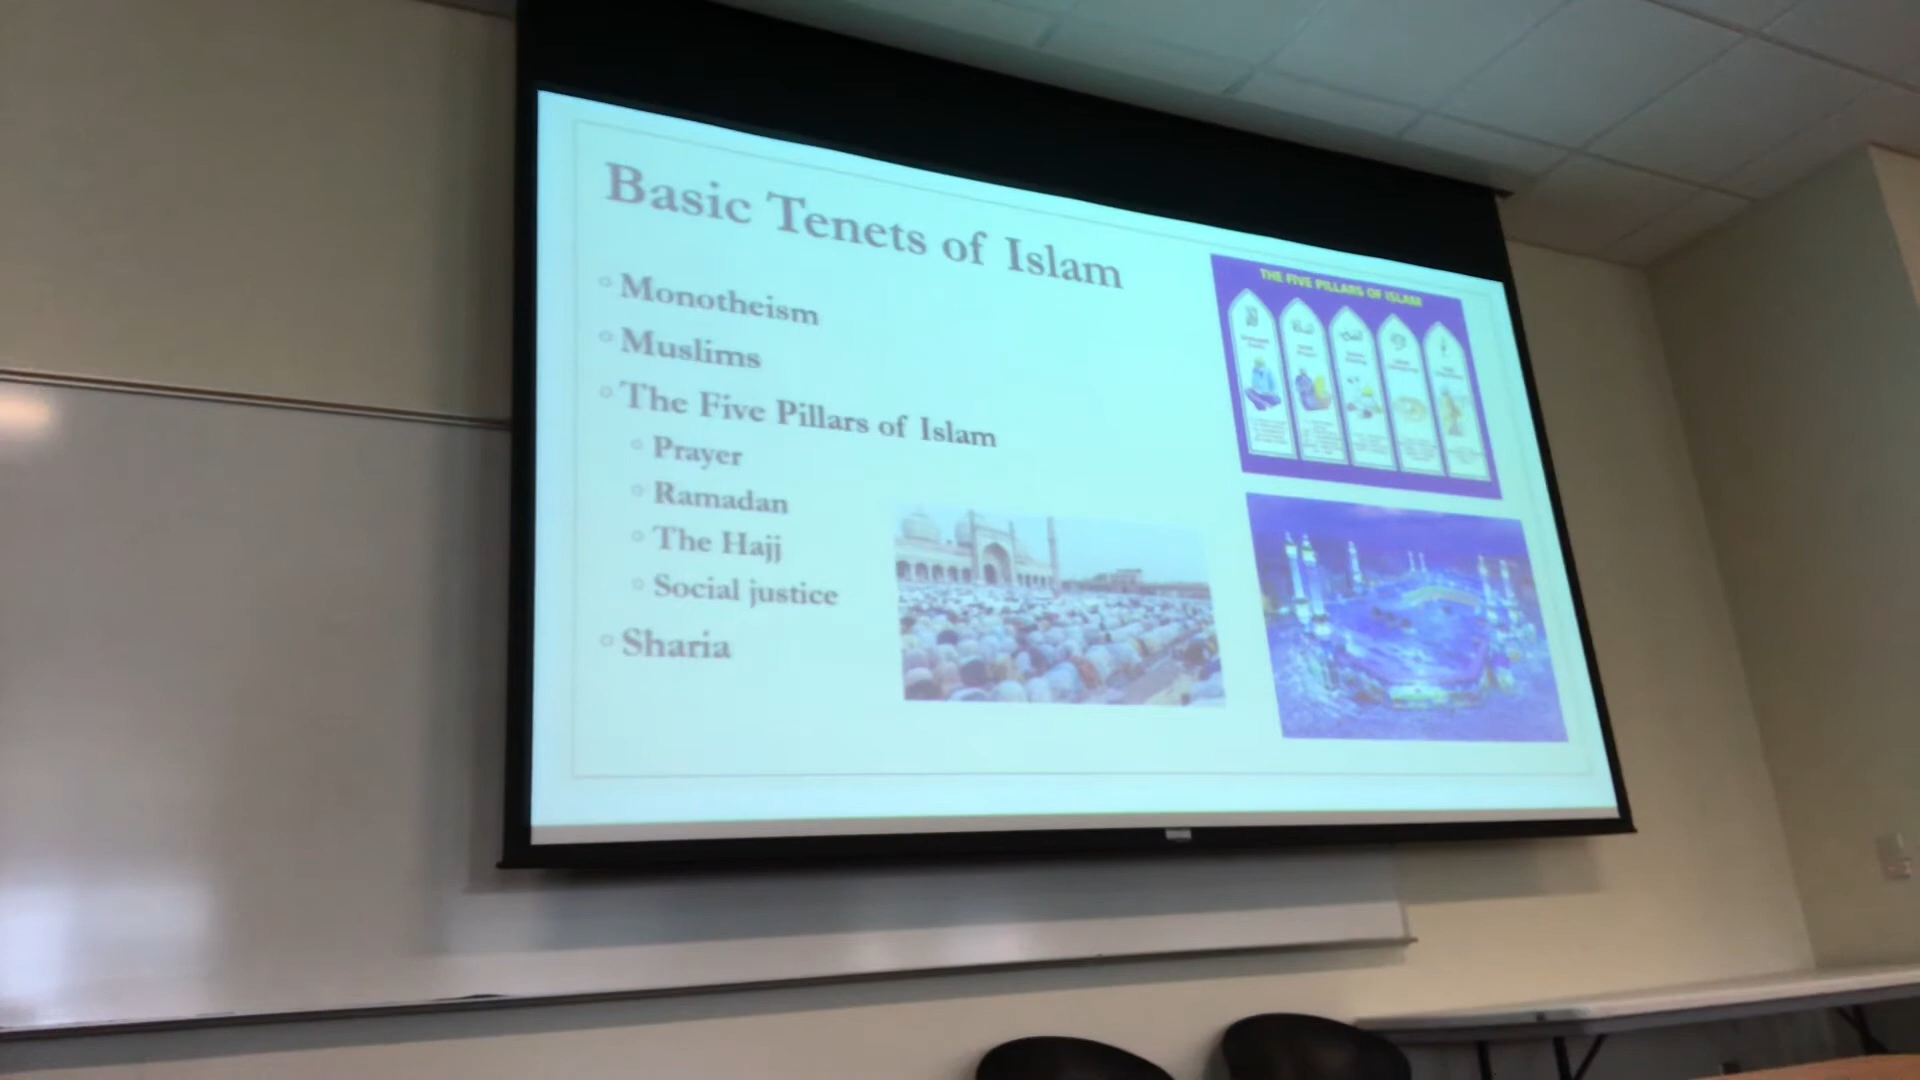 Basic Tenets of Islam
Monotheism
Muslims
The Five Pillars of Islam
Prayer
Ramadan
The Hajj
Social justice
Sharia
THE FIVE PILLARS OF ISLAM